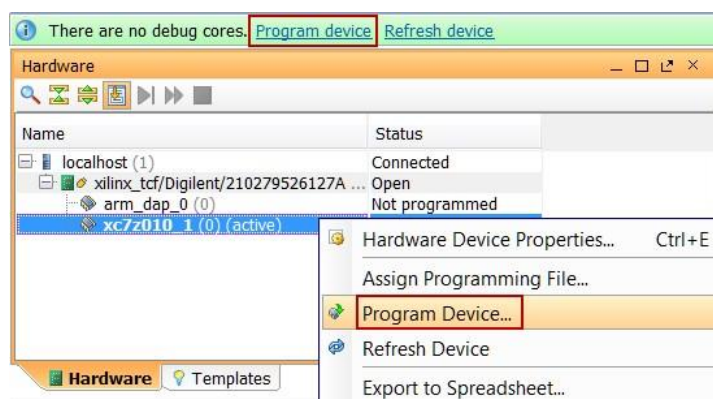 There are no debug cores. Program device Refresh device
Hardware
Name Status
localhost (1) Connected
xilinx_tcf/Digilent/210279526127A ... Open
arm_dap_0 (0) Not programmed
xc7z010_1 (0) (active)
Hardware Device Properties... Ctrl+E
Assign Programming File...
Program Device...
Refresh Device
Export to Spreadsheet...
Hardware Templates